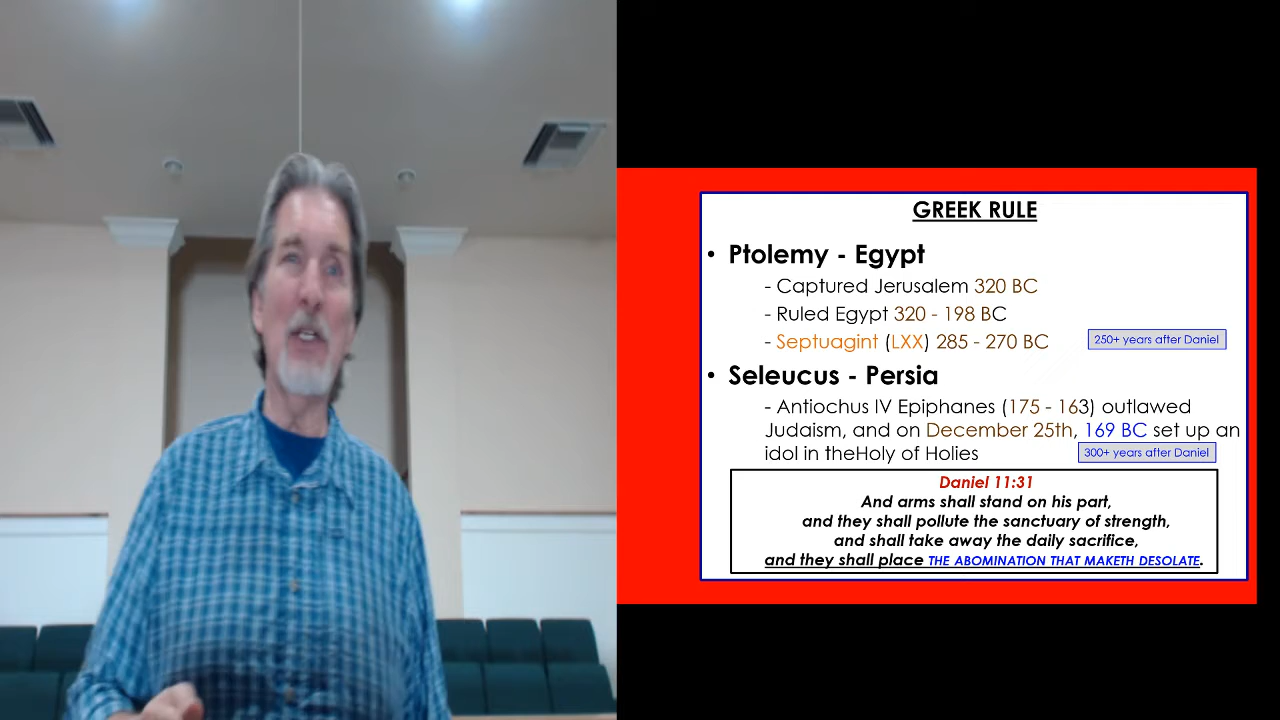 GREEK RULE
• Ptolemy - Egypt
- Captured Jerusalem 320 BC
- Ruled Egypt 320 - 198 BC
- Septuagint (LXX) 285 - 270 BC
250+ years after Daniel
• Seleucus - Persia
- Antiochus IV Epiphanes (175 - 163) outlawed
Judaism, and on December 25th, 169 BC set up an
idol in theHoly of Holies
300+ years after Daniel
Daniel 11:31
And arms shall stand on his part,
and they shall pollute the sanctuary of strength,
and shall take away the daily sacrifice,
and they shall place THE ABOMINATION THAT MAKETH DESOLATE.